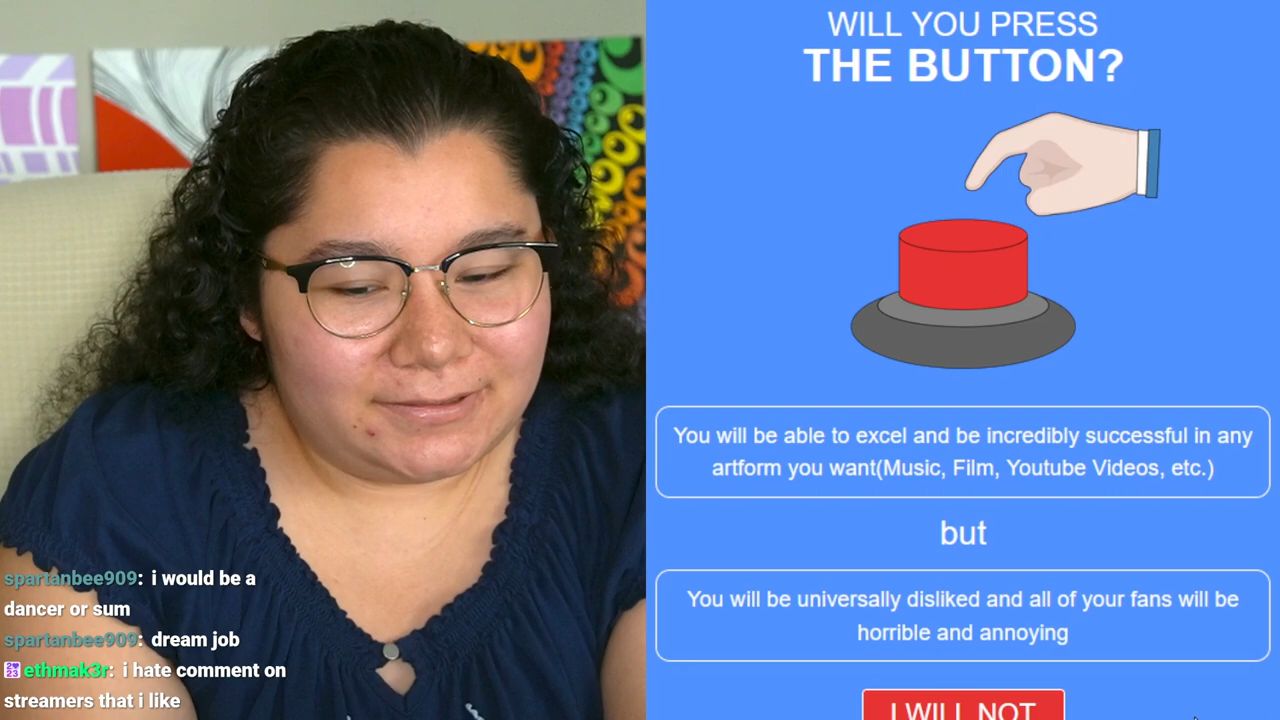 WILL YOU PRESS
THE BUTTON?
You will be able to excel and be incredibly successful in any
artform you want(Music, Film, Youtube Videos, etc.)
but
You will be universally disliked and all of your fans will be
horrible and annoying
I WILL NOT
spartanbee909: i would be a
dancer or sum
spartanbee909: dream job
ethmak3r: i hate comment on
streamers that i like